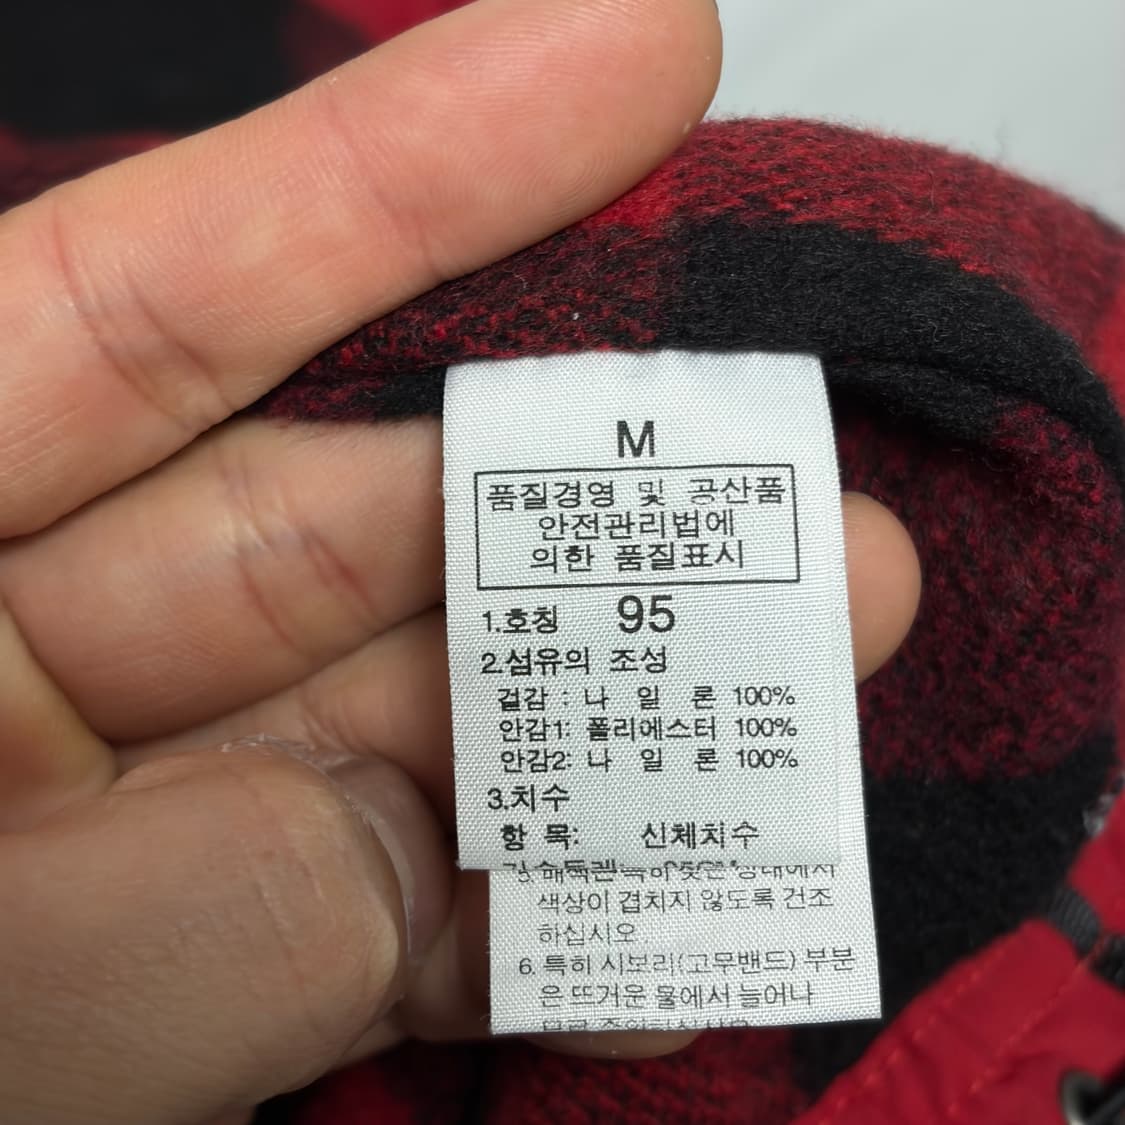 M
품질경영 및 공산품
안전관리법에
의한 품질표시
1.호칭 95
2.섬유의 조성
겉감 : 나 일 론 100%
안감1: 폴리에스터 100%
안감2: 나 일 론 100%
3.치수
항 목: 신체치수
색상이 겹치지 않도록 건조
하십시오.
6. 특히 시보리(고무밴드) 부분
은 뜨거운 물에서 늘어나